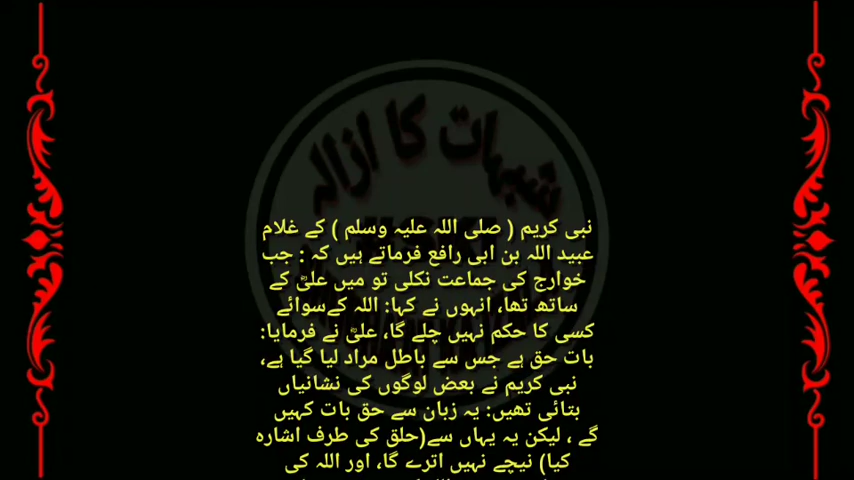 شبہات کا ازالہ
نبی کریم ( صلی اللہ علیہ وسلم ) کے غلام
عبید اللہ بن ابی رافع فرماتے ہیں کہ : جب
خوارج کی جماعت نکلی تو میں علیؓ کے
ساتھ تھا، انہوں نے کہا: اللہ کےسوائے
کسی کا حکم نہیں چلے گا، علیؓ نے فرمایا:
بات حق ہے جس سے باطل مراد لیا گیا ہے،
نبی کریم نے بعض لوگوں کی نشانیاں
بتائی تھیں: یہ زبان سے حق بات کہیں
گے ، لیکن یہ یہاں سے(حلق کی طرف اشارہ
کیا) نیچے نہیں اترے گا، اور اللہ کی